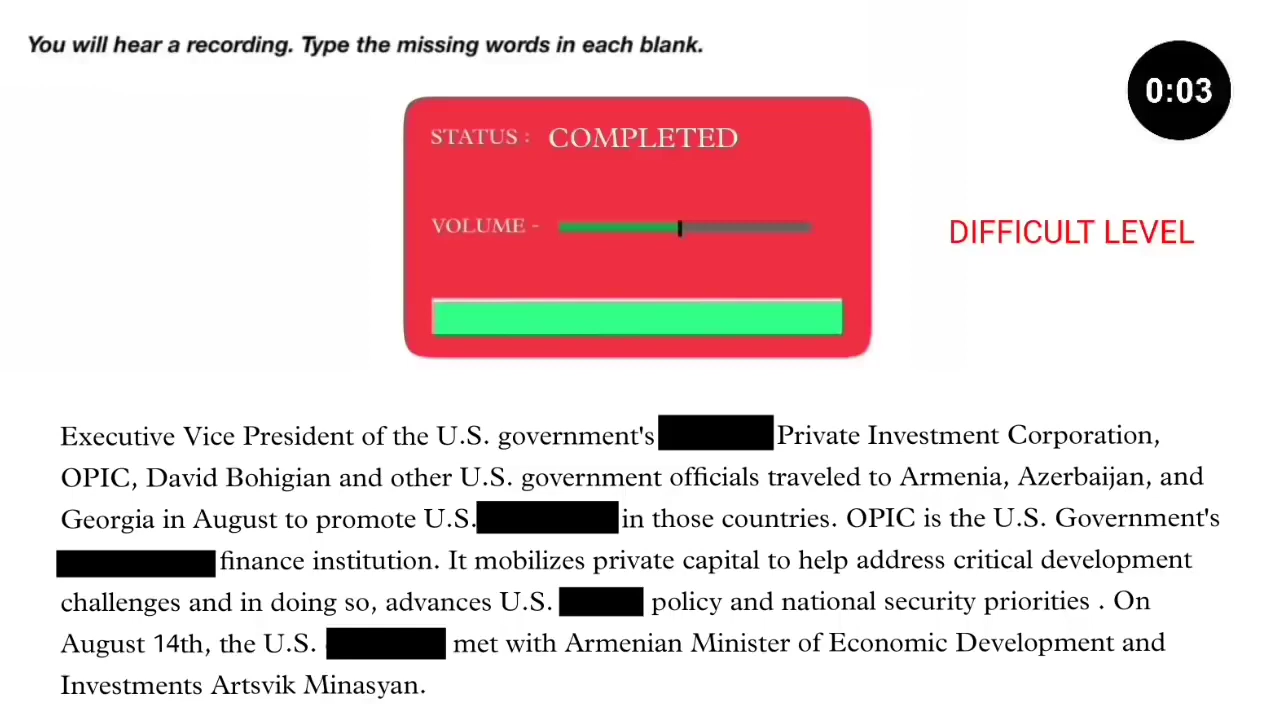 You will hear a recording. Type the missing words in each blank.
0:03
STATUS : COMPLETED
VOLUME -
DIFFICULT LEVEL
Executive Vice President of the U.S. government's Private Investment Corporation,
OPIC, David Bohigian and other U.S. government officials traveled to Armenia, Azerbaijan, and
Georgia in August to promote U.S. in those countries. OPIC is the U.S. Government's
finance institution. It mobilizes private capital to help address critical development
challenges and in doing so, advances U.S. policy and national security priorities . On
August 14th, the U.S. met with Armenian Minister of Economic Development and
Investments Artsvik Minasyan.